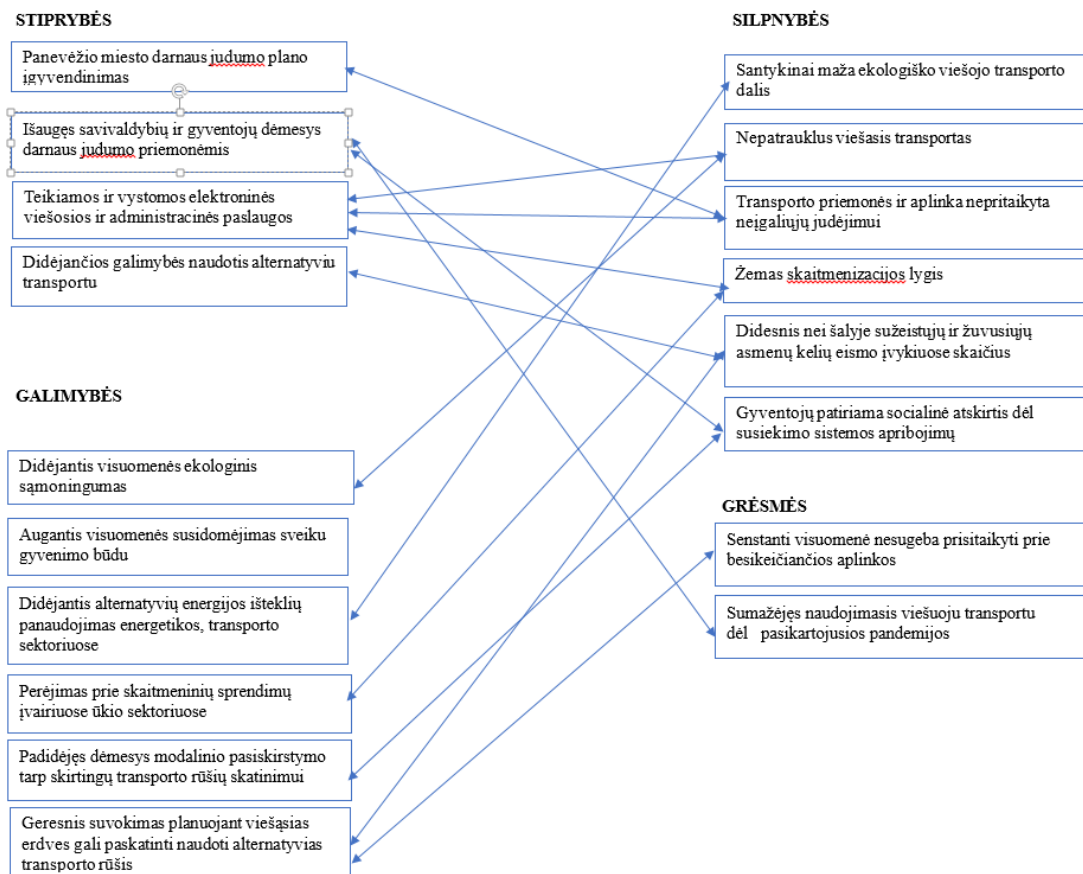 STIPRYBĖS
Panevėžio miesto darnaus judumo plano
įgyvendinimas
Išaugęs savivaldybių ir gyventojų dėmesys
darnaus judumo priemonėmis
Teikiamos ir vystomos elektroninės
viešosios ir administracinės paslaugos
Didėjančios galimybės naudotis alternatyviu
transportu
GALIMYBĖS
Didėjantis visuomenės ekologinis
sąmoningumas
Augantis visuomenės susidomėjimas sveiku
gyvenimo būdu
Didėjantis alternatyvių energijos išteklių
panaudojimas energetikos, transporto
sektoriuose
Perėjimas prie skaitmeninių sprendimų
įvairiuose ūkio sektoriuose
Padidėjęs dėmesys modalinio pasiskirstymo
tarp skirtingų transporto rūšių skatinimui
Geresnis suvokimas planuojant viešąsias
erdves gali paskatinti naudoti alternatyvias
transporto rūšis
SILPNYBĖS
Santykinai maža ekologiško viešojo transporto
dalis
Nepatrauklus viešasis transportas
Transporto priemonės ir aplinka nepritaikyta
neįgaliųjų judėjimui
Žemas skaitmenizacijos lygis
Didesnis nei šalyje sužeistųjų ir žuvusiųjų
asmenų kelių eismo įvykiuose skaičius
Gyventojų patiriama socialinė atskirtis dėl
susiekimo sistemos apribojimų
GRĖSMĖS
Senstanti visuomenė nesugeba prisitaikyti prie
besikeičiančios aplinkos
Sumažėjęs naudojimasis viešuoju transportu
dėl pasikartojusios pandemijos